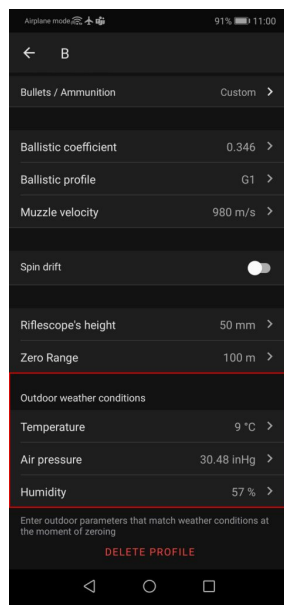 Airplane mode 91% 11:00
B
Bullets / Ammunition Custom
Ballistic coefficient 0.346
Ballistic profile G1
Muzzle velocity 980 m/s
Spin drift
Riflescope's height 50 mm
Zero Range 100 m
Outdoor weather conditions
Temperature 9 °C
Air pressure 30.48 inHg
Humidity 57 %
Enter outdoor parameters that match weather conditions at
the moment of zeroing
DELETE PROFILE